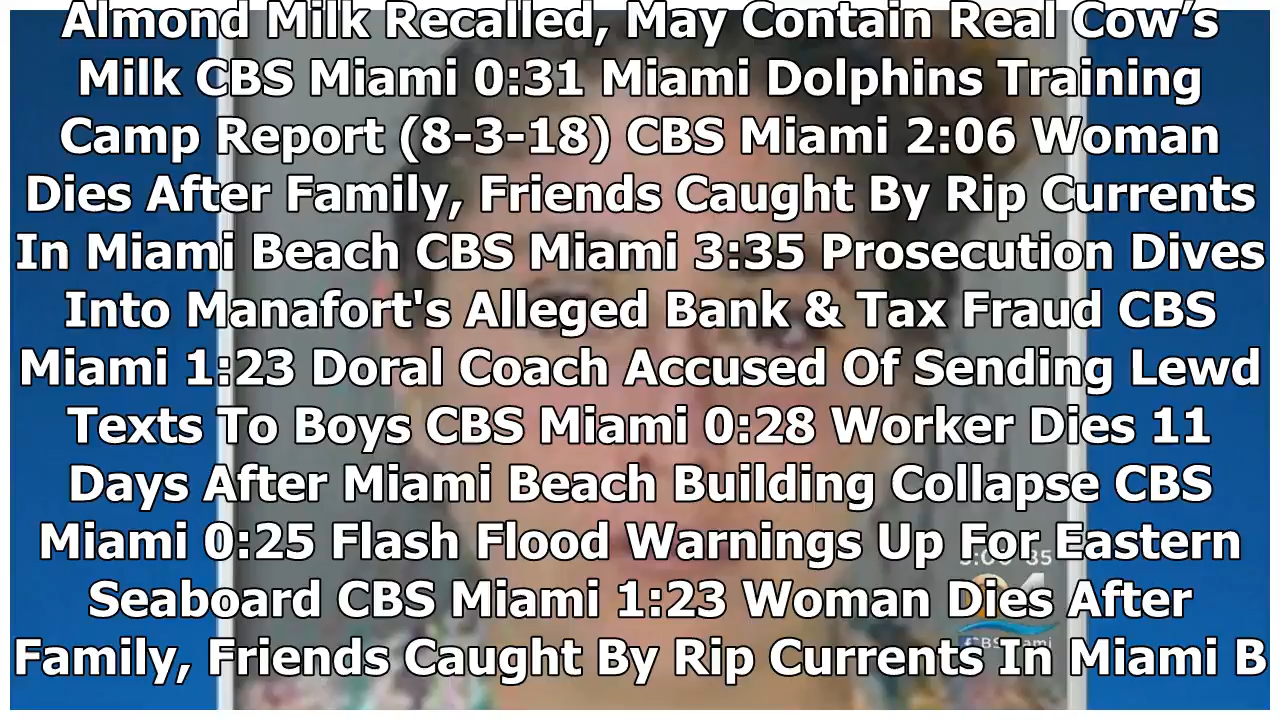 Almond Milk Recalled, May Contain Real Cow’s
Milk CBS Miami 0:31 Miami Dolphins Training
Camp Report (8-3-18) CBS Miami 2:06 Woman
Dies After Family, Friends Caught By Rip Currents
In Miami Beach CBS Miami 3:35 Prosecution Dives
Into Manafort's Alleged Bank & Tax Fraud CBS
Miami 1:23 Doral Coach Accused Of Sending Lewd
Texts To Boys CBS Miami 0:28 Worker Dies 11
Days After Miami Beach Building Collapse CBS
Miami 0:25 Flash Flood Warnings Up For Eastern
Seaboard CBS Miami 1:23 Woman Dies After
Family, Friends Caught By Rip Currents In Miami B